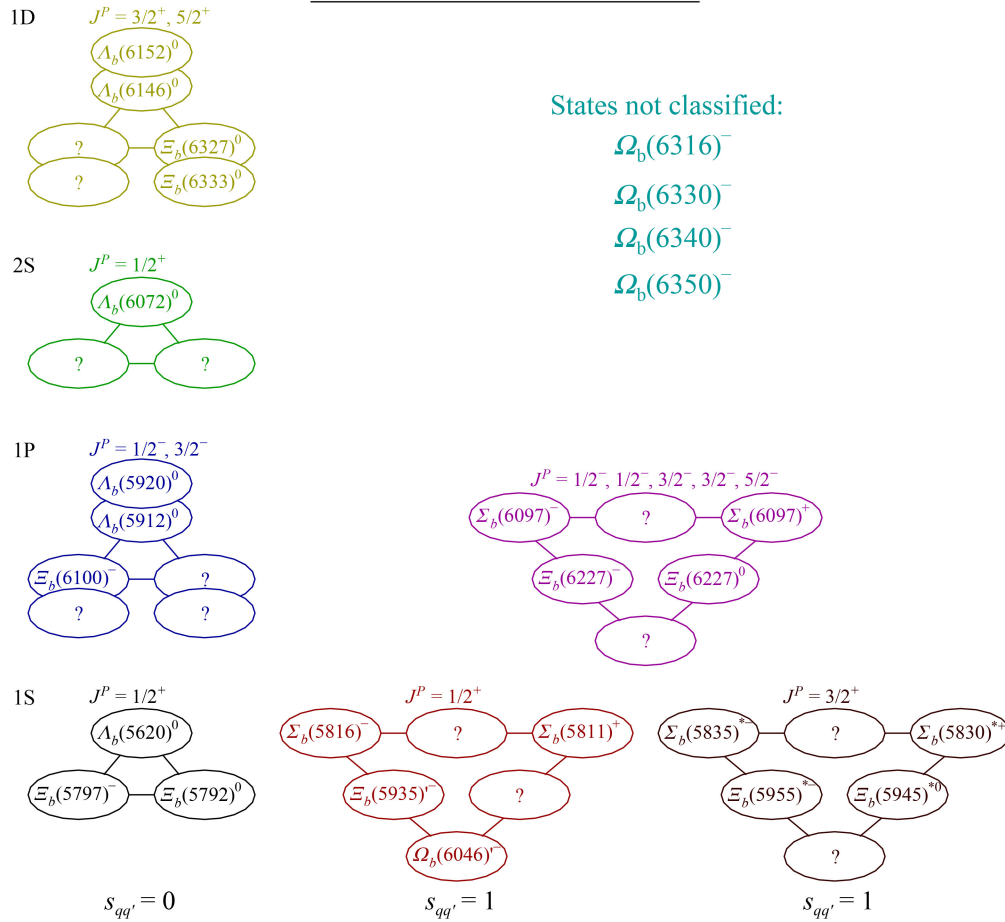 1D
J^P = 3/2⁺, 5/2⁺
Λ_b(6152)⁰
Λ_b(6146)⁰
? Ξ_b(6327)⁰
? Ξ_b(6333)⁰
States not classified:
Ω_b(6316)⁻
Ω_b(6330)⁻
Ω_b(6340)⁻
Ω_b(6350)⁻
2S
J^P = 1/2⁺
Λ_b(6072)⁰
? ?
1P
J^P = 1/2⁻, 3/2⁻
Λ_b(5920)⁰
Λ_b(5912)⁰
Ξ_b(6100)⁻ ?
? ?
J^P = 1/2⁻, 1/2⁻, 3/2⁻, 3/2⁻, 5/2⁻
Σ_b(6097)⁻ ? Σ_b(6097)⁺
Ξ_b(6227)⁻ Ξ_b(6227)⁰
?
1S
J^P = 1/2⁺
Λ_b(5620)⁰
Ξ_b(5797)⁻ Ξ_b(5792)⁰
s_qq' = 0
J^P = 1/2⁺
Σ_b(5816)⁻ ? Σ_b(5811)⁺
Ξ_b(5935)'⁻ ?
Ω_b(6046)'⁻
s_qq' = 1
J^P = 3/2⁺
Σ_b(5835)*⁻ ? Σ_b(5830)*⁺
Ξ_b(5955)*⁻ Ξ_b(5945)*⁰
?
s_qq' = 1